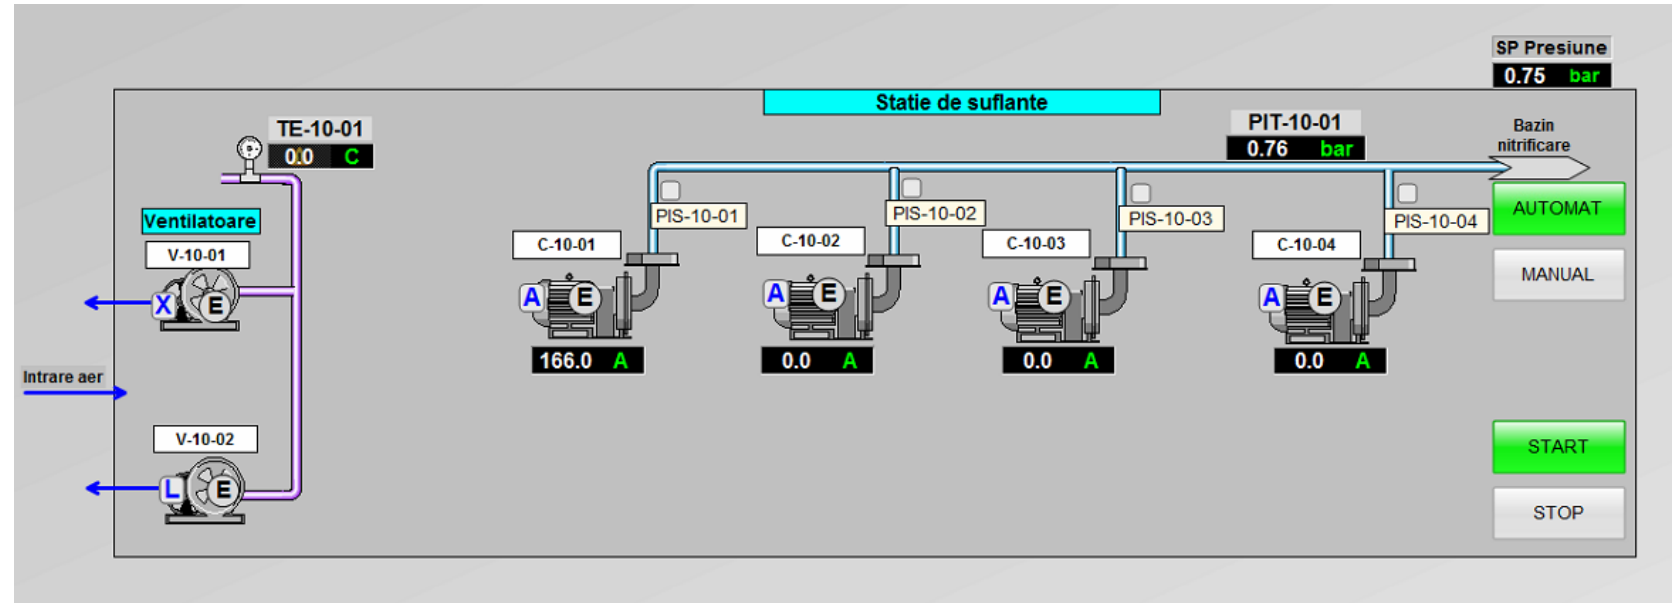 SP Presiune
0.75 bar
Statie de suflante
TE-10-01
0.0 C
PIT-10-01
0.76 bar
Bazin
nitrificare
Ventilatoare
PIS-10-01
PIS-10-02
PIS-10-03
PIS-10-04
AUTOMAT
V-10-01
C-10-01
C-10-02
C-10-03
C-10-04
MANUAL
X E
A E
A E
A E
A E
166.0 A
0.0 A
0.0 A
0.0 A
Intrare aer
V-10-02
L E
START
STOP